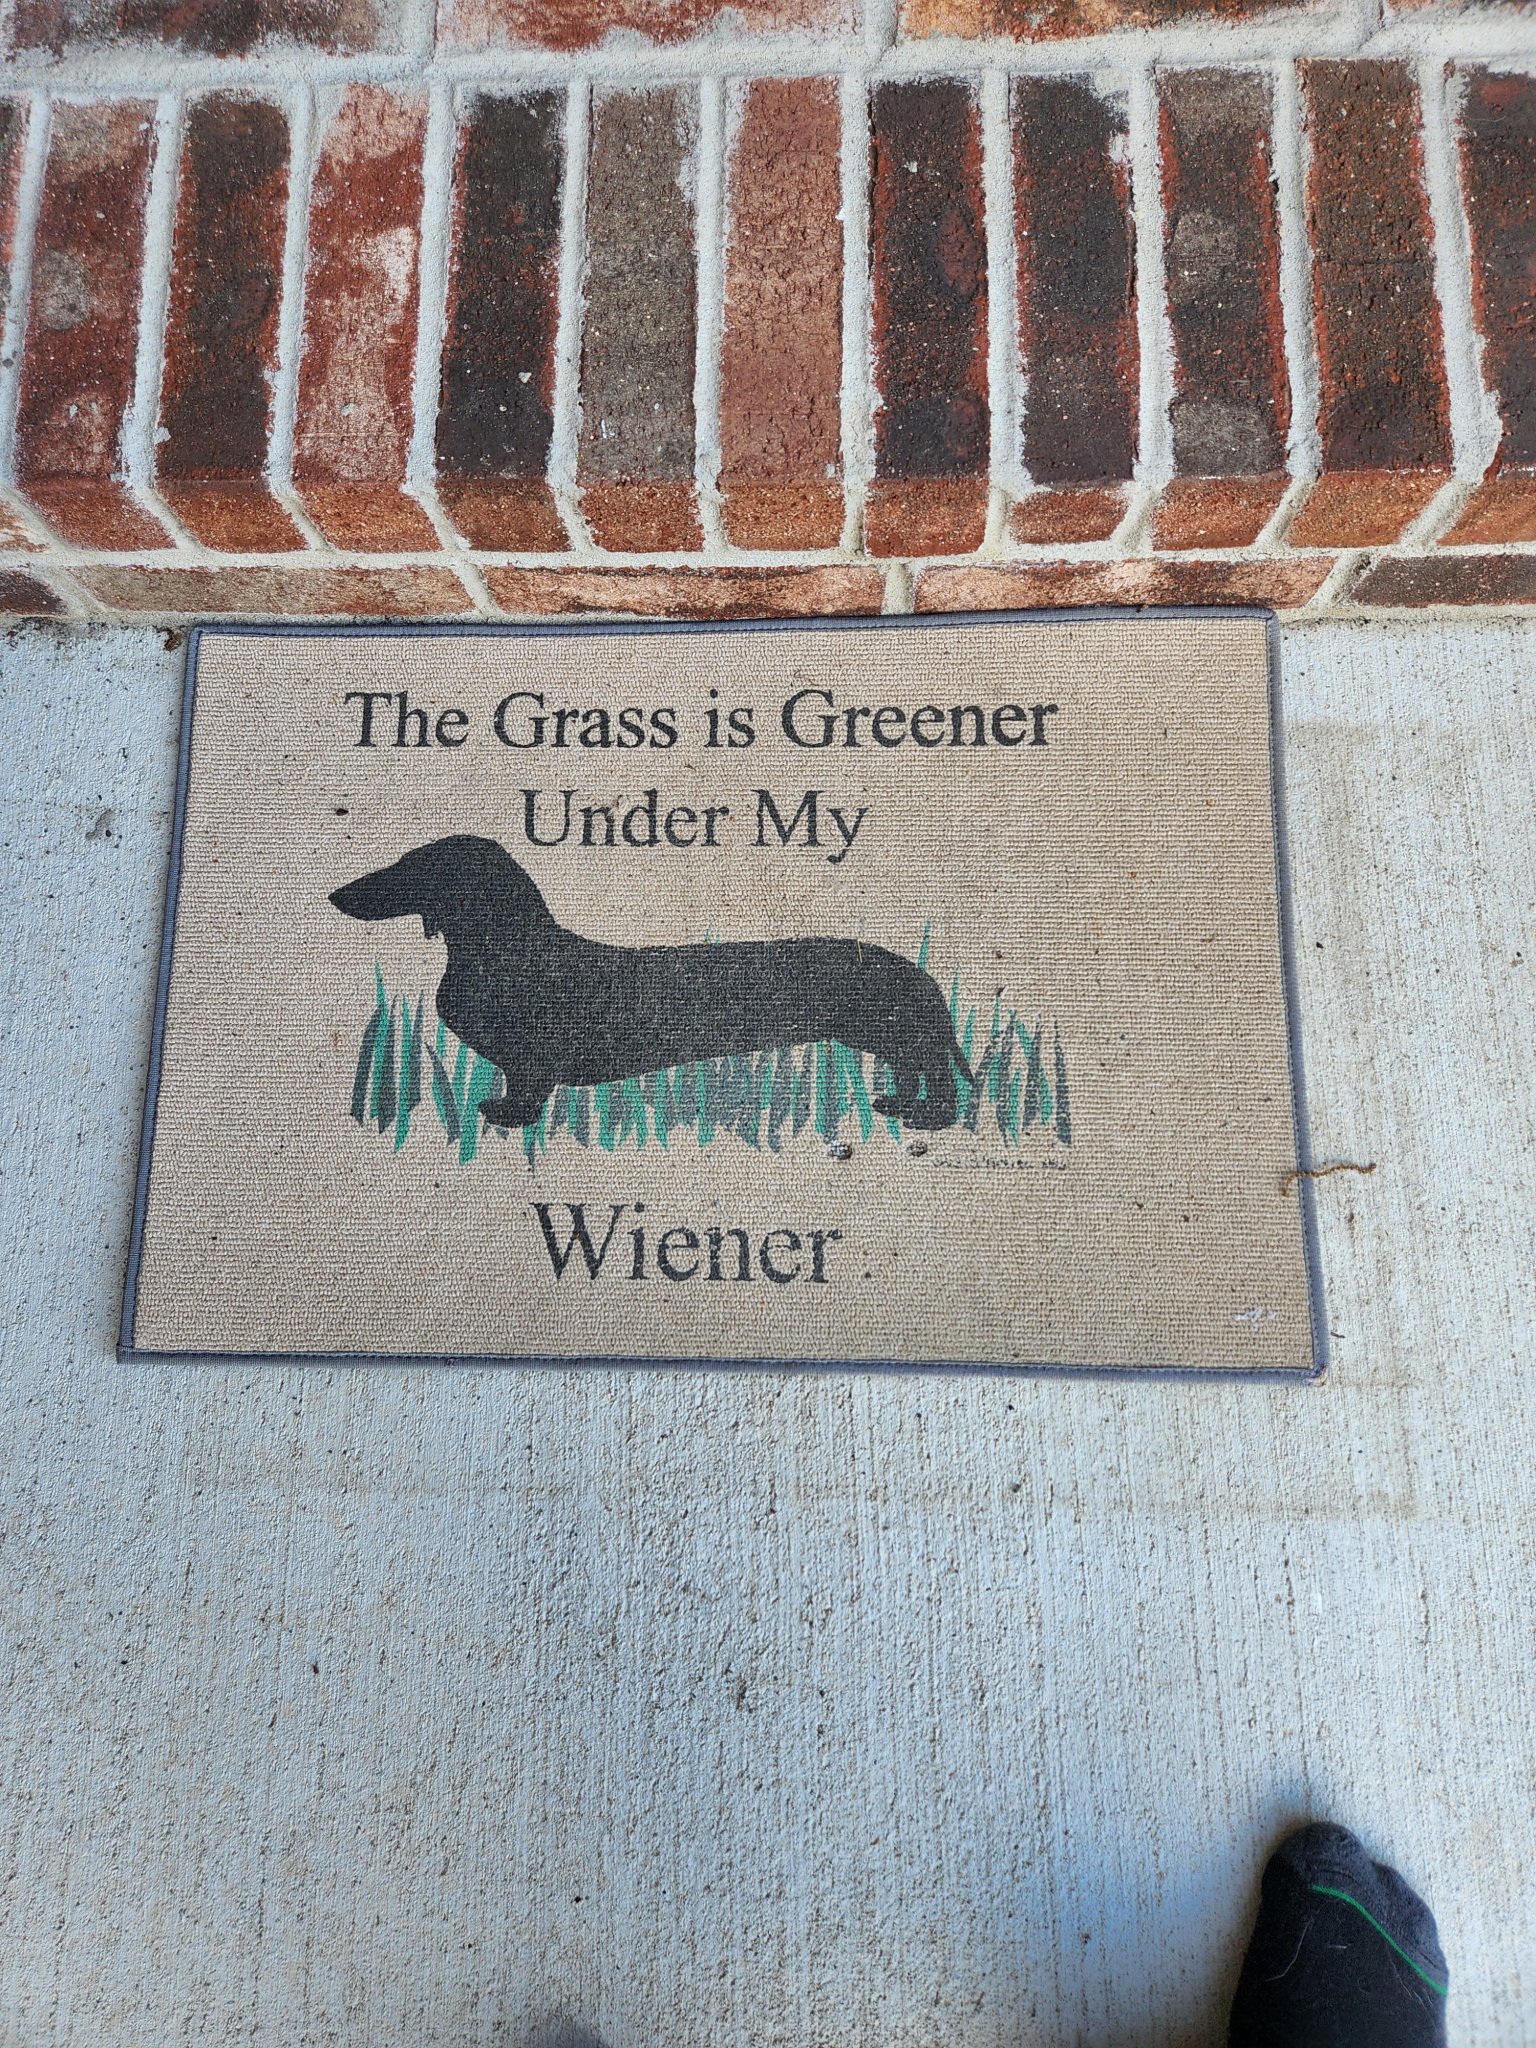 The Grass is Greener
Under My
Wiener